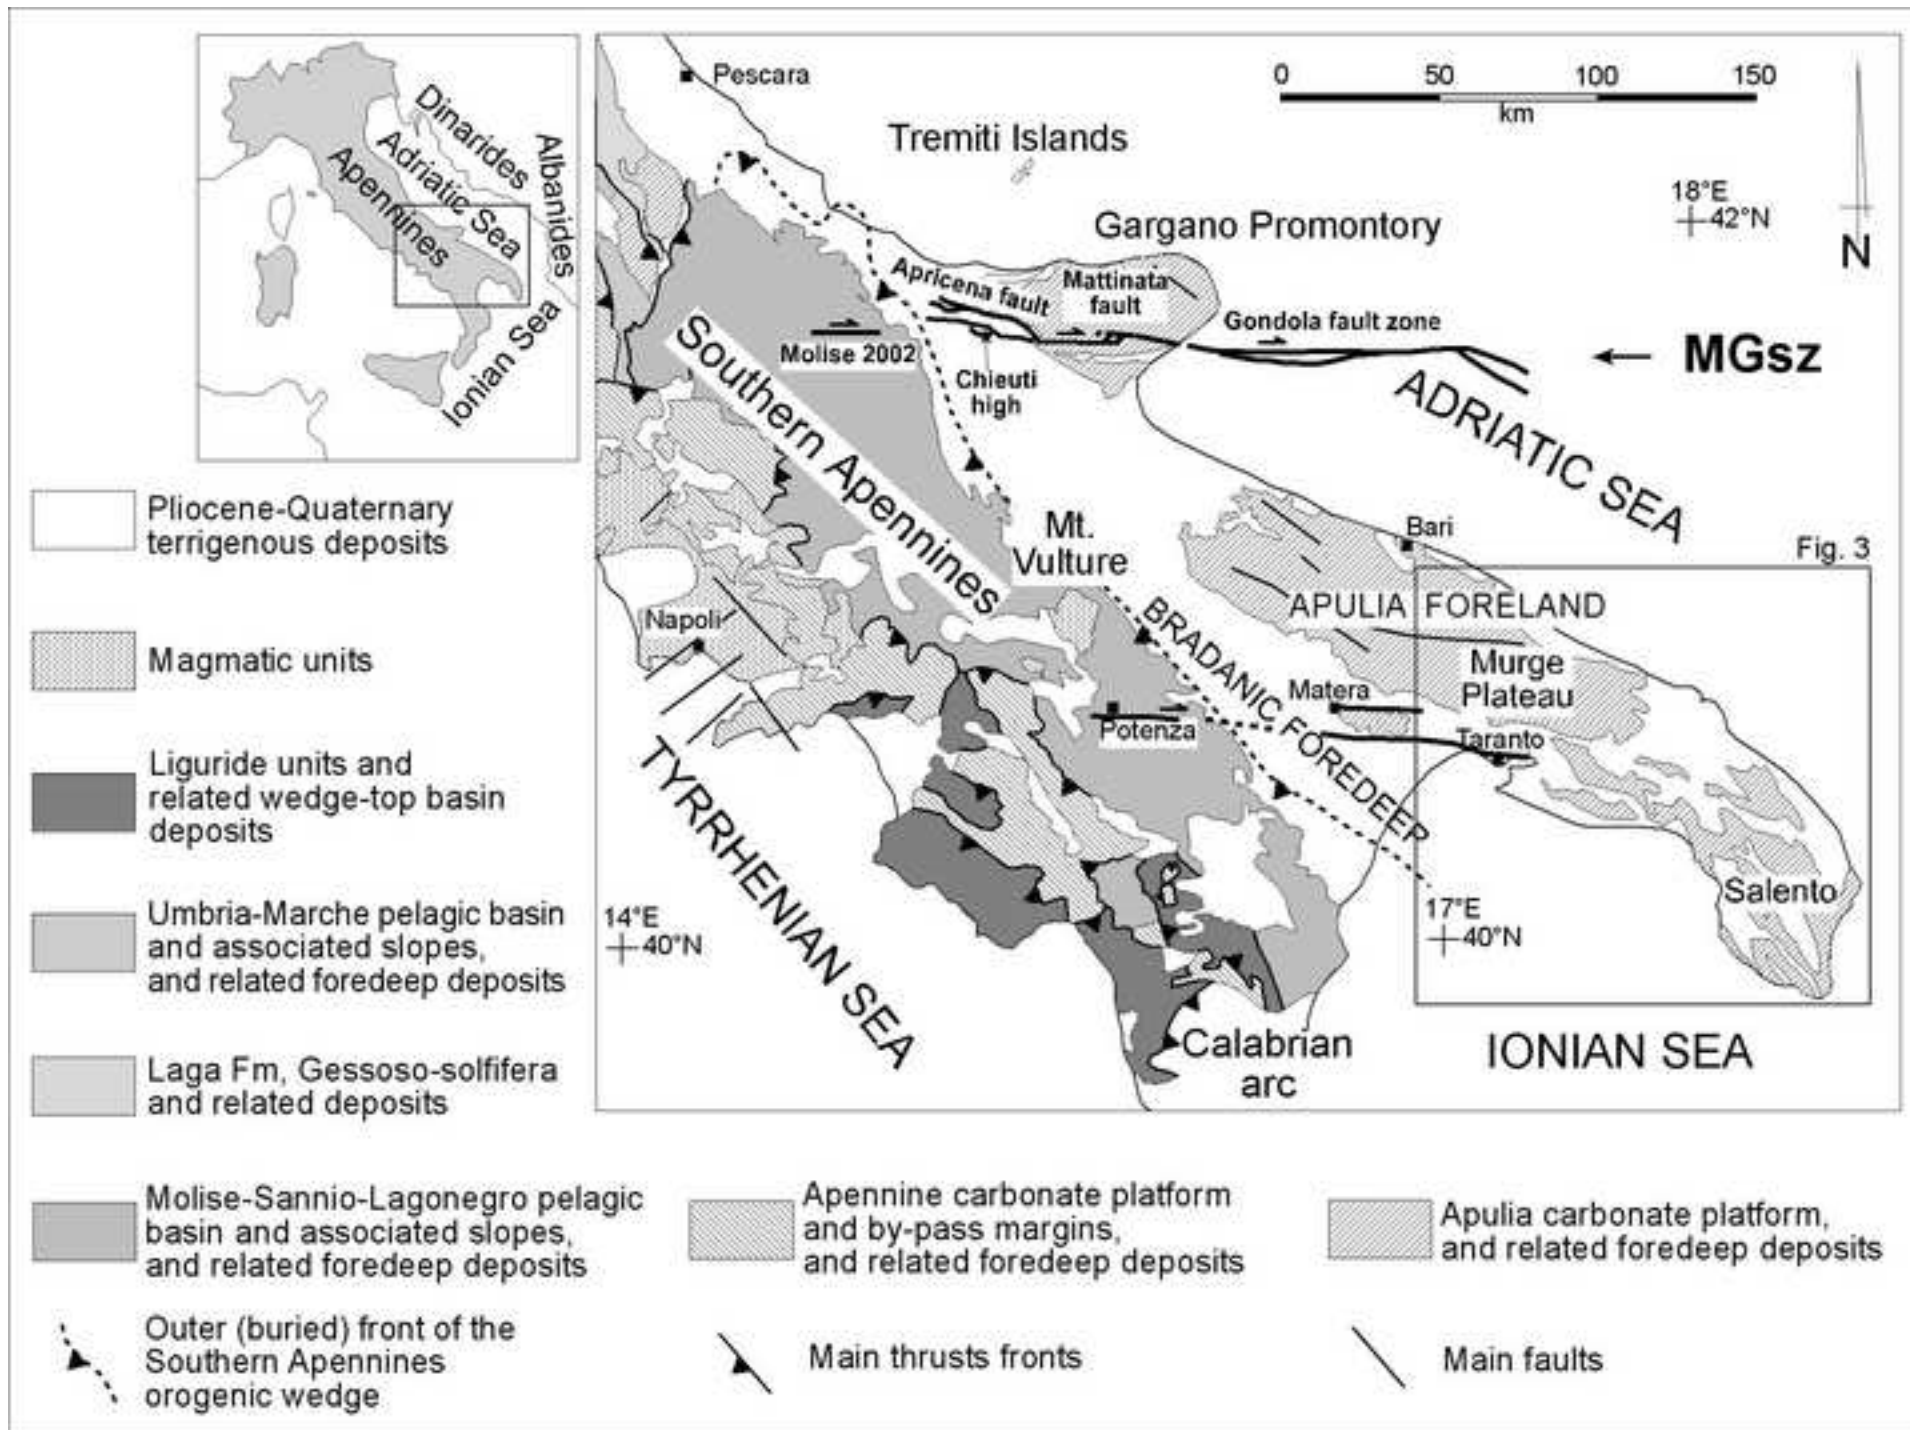 Dinarides
Adriatic Sea
Albanides
Apennines
Ionian Sea
Pescara
0 50 100 150
km
Tremiti Islands
18°E
42°N
N
Gargano Promontory
Apricena fault
Mattinata
fault
Gondola fault zone
MGsz
Molise 2002
Chieuti
high
Southern Apennines
ADRIATIC SEA
Mt.
Vulture
Bari
Fig. 3
APULIA FORELAND
Napoli
BRADANIC FOREDEER
Murge
Plateau
Matera
Potenza
Taranto
TYRRHENIAN SEA
Salento
14°E
40°N
17°E
40°N
Calabrian
arc
IONIAN SEA
Pliocene-Quaternary
terrigenous deposits
Magmatic units
Liguride units and
related wedge-top basin
deposits
Umbria-Marche pelagic basin
and associated slopes,
and related foredeep deposits
Laga Fm, Gessoso-solfifera
and related deposits
Molise-Sannio-Lagonegro pelagic
basin and associated slopes,
and related foredeep deposits
Apennine carbonate platform
and by-pass margins,
and related foredeep deposits
Apulia carbonate platform,
and related foredeep deposits
Outer (buried) front of the
Southern Apennines
orogenic wedge
Main thrusts fronts
Main faults